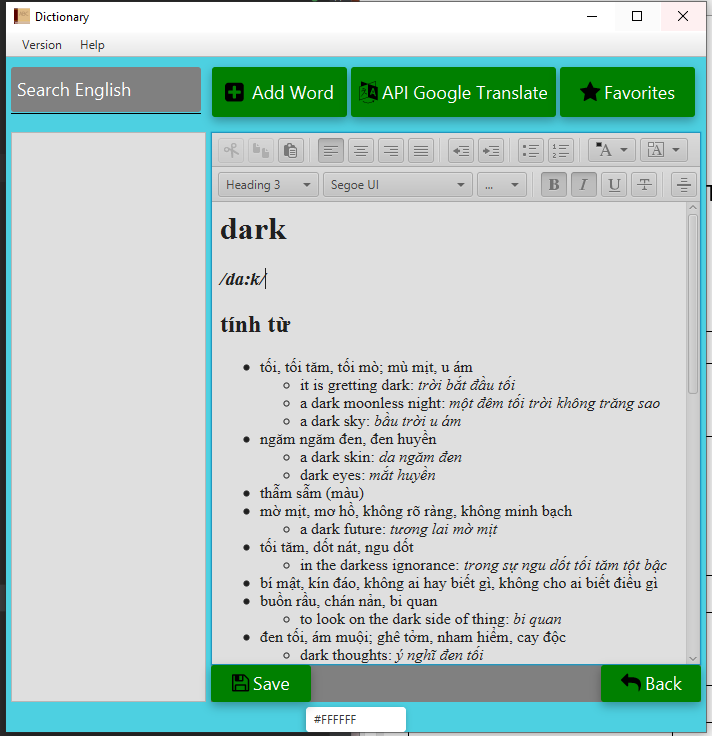 Dictionary
Version Help
Search English
Add Word
API Google Translate
Favorites
Heading 3 Segoe UI ... B I U T
dark
/da:k/
tính từ
tối, tối tăm, tối mò; mù mịt, u ám
it is gretting dark: trời bắt đầu tối
a dark moonless night: một đêm tối trời không trăng sao
a dark sky: bầu trời u ám
ngăm ngăm đen, đen huyền
a dark skin: da ngăm đen
dark eyes: mắt huyền
thẫm sẫm (màu)
mờ mịt, mơ hồ, không rõ ràng, không minh bạch
a dark future: tương lai mờ mịt
tối tăm, dốt nát, ngu dốt
in the darkess ignorance: trong sự ngu dốt tối tăm tột bậc
bí mật, kín đáo, không ai hay biết gì, không cho ai biết điều gì
buồn rầu, chán nản, bi quan
to look on the dark side of thing: bi quan
đen tối, ám muội; ghê tởm, nham hiểm, cay độc
dark thoughts: ý nghĩ đen tối
Save
Back
#FFFFFF